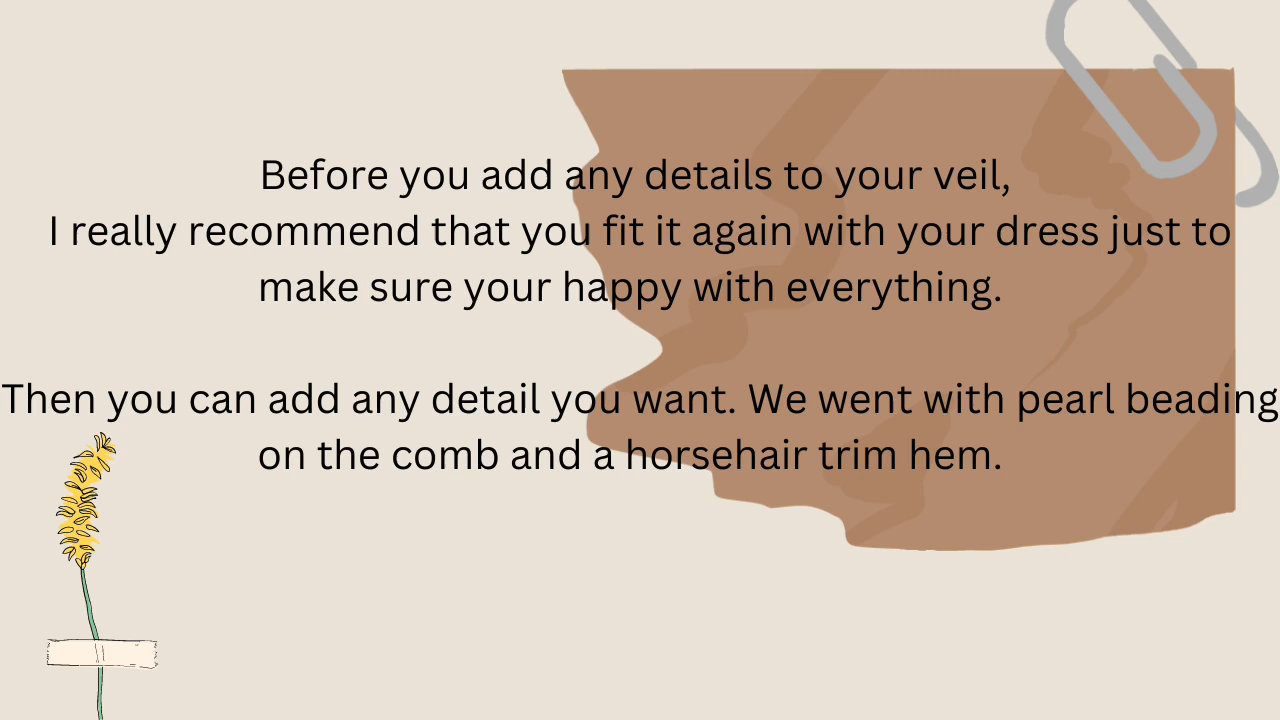 Before you add any details to your veil,
I really recommend that you fit it again with your dress just to
make sure your happy with everything.
Then you can add any detail you want. We went with pearl beading
on the comb and a horsehair trim hem.